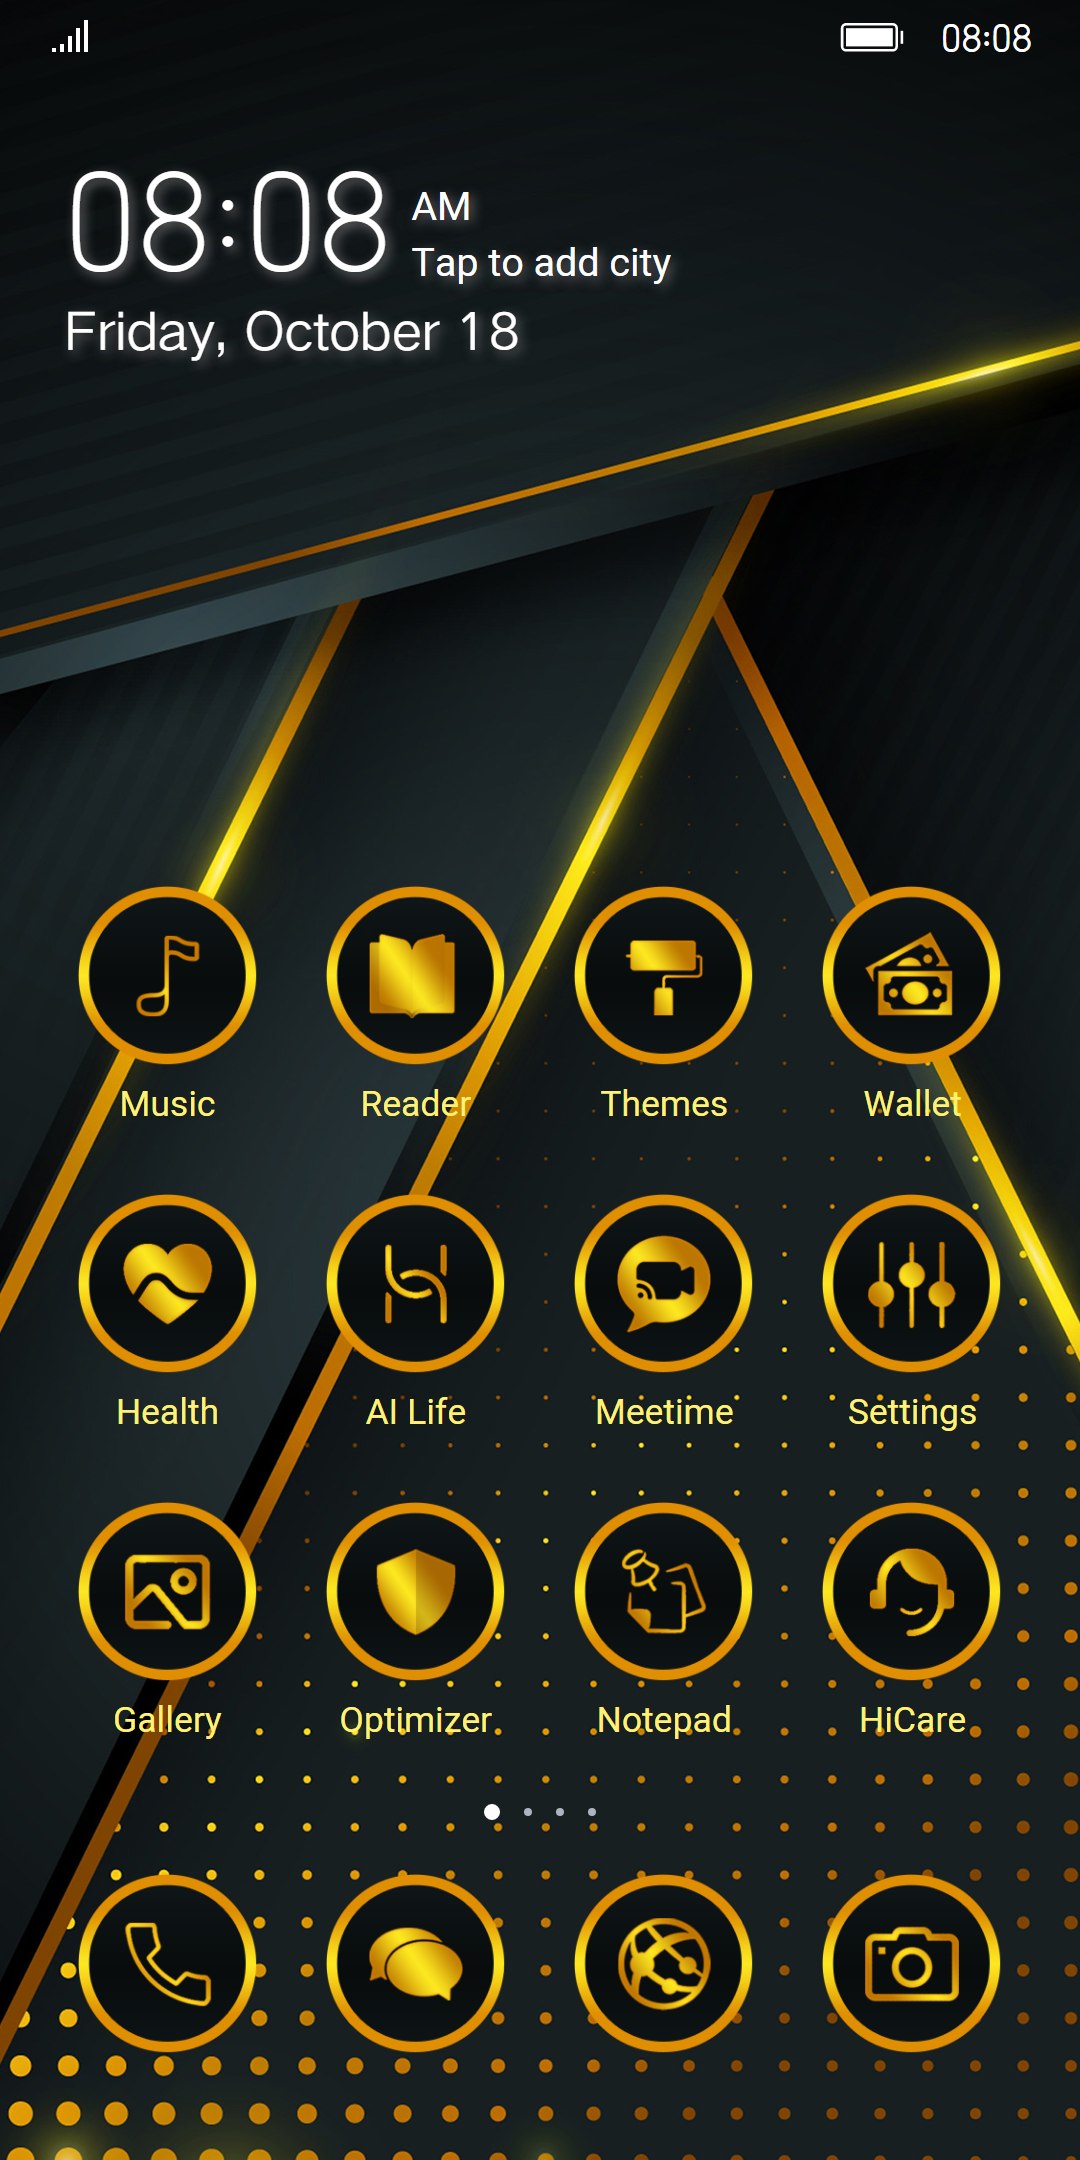 08:08
08:08 AM
Tap to add city
Friday, October 18
Music Reader Themes Wallet
Health AI Life Meetime Settings
Gallery Optimizer Notepad HiCare